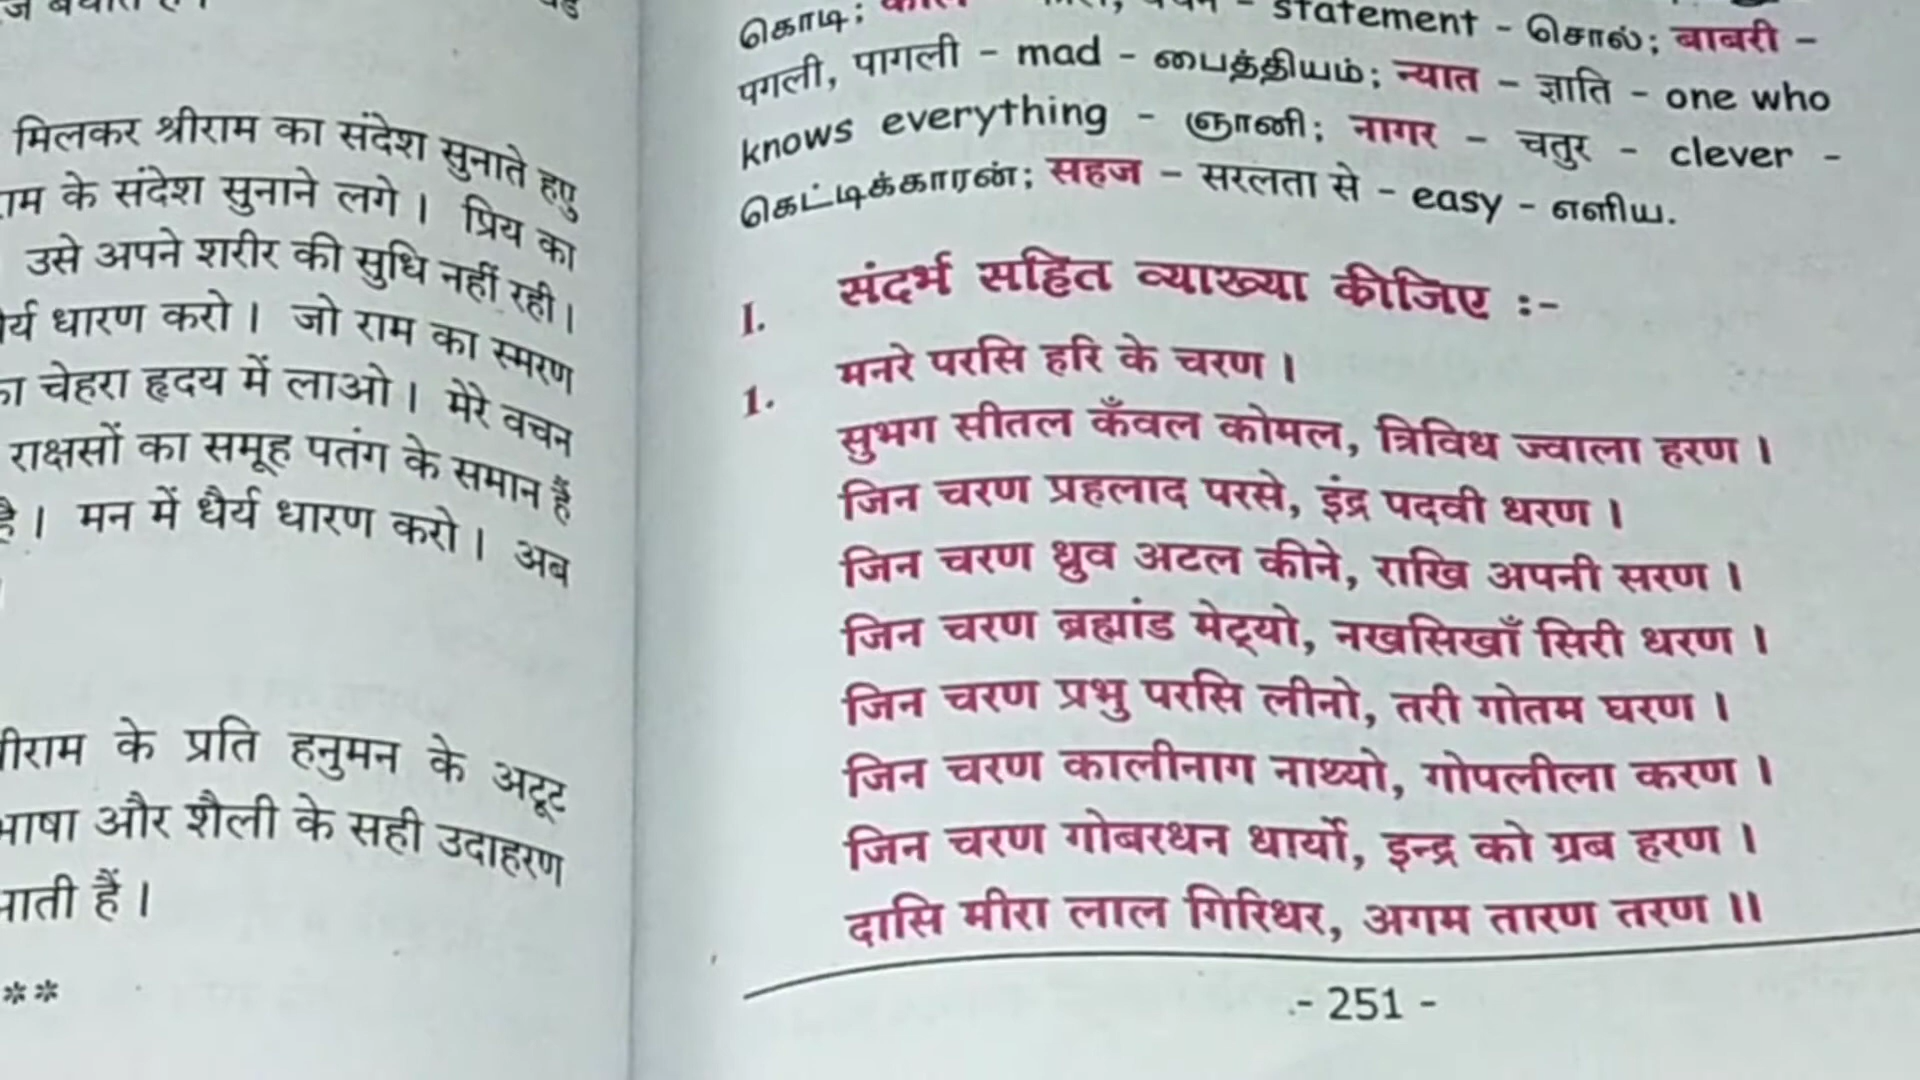 मिलकर श्रीराम का संदेश सुनाते हुए
के संदेश सुनाने लगे। प्रिय का
उसे अपने शरीर की सुधि नहीं रही।
धारण करो। जो राम का स्मरण
चेहरा हृदय में लाओ। मेरे वचन
राक्षसों का समूह पतंग के समान हैं
है। मन में धैर्य धारण करो। अब
के प्रति हनुमन के अटूट
और शैली के सही उदाहरण
हैं।
**
கொடி; statement - சொல்; बाबरी -
पगली, पागली - mad - பைத்தியம்; न्यात - ज्ञाति - one who
knows everything - ஞானி; नागर - चतुर - clever -
கெட்டிக்காரன்; सहज - सरलता से - easy - எளிய.
I. संदर्भ सहित व्याख्या कीजिए :-
1. मनरे परसि हरि के चरण।
सुभग सीतल कँवल कोमल, त्रिविध ज्वाला हरण।
जिन चरण प्रहलाद परसे, इंद्र पदवी धरण।
जिन चरण ध्रुव अटल कीने, राखि अपनी सरण।
जिन चरण ब्रह्मांड मेट्यो, नखसिखाँ सिरी धरण।
जिन चरण प्रभु परसि लीनो, तरी गोतम घरण।
जिन चरण कालीनाग नाथ्यो, गोपलीला करण।
जिन चरण गोबरधन धार्यो, इन्द्र को ग्रब हरण।
दासि मीरा लाल गिरिधर, अगम तारण तरण॥
- 251 -